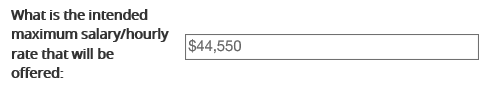 What is the intended
maximum salary/hourly
rate that will be
offered:
$44,550